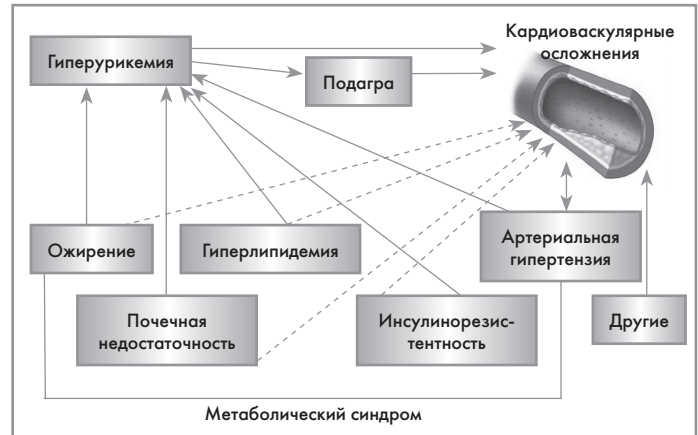 Кардиоваскулярные
осложнения
Гиперурикемия
Подагра
Ожирение
Гиперлипидемия
Артериальная
гипертензия
Почечная
недостаточность
Инсулинорезис-
тентность
Другие
Метаболический синдром